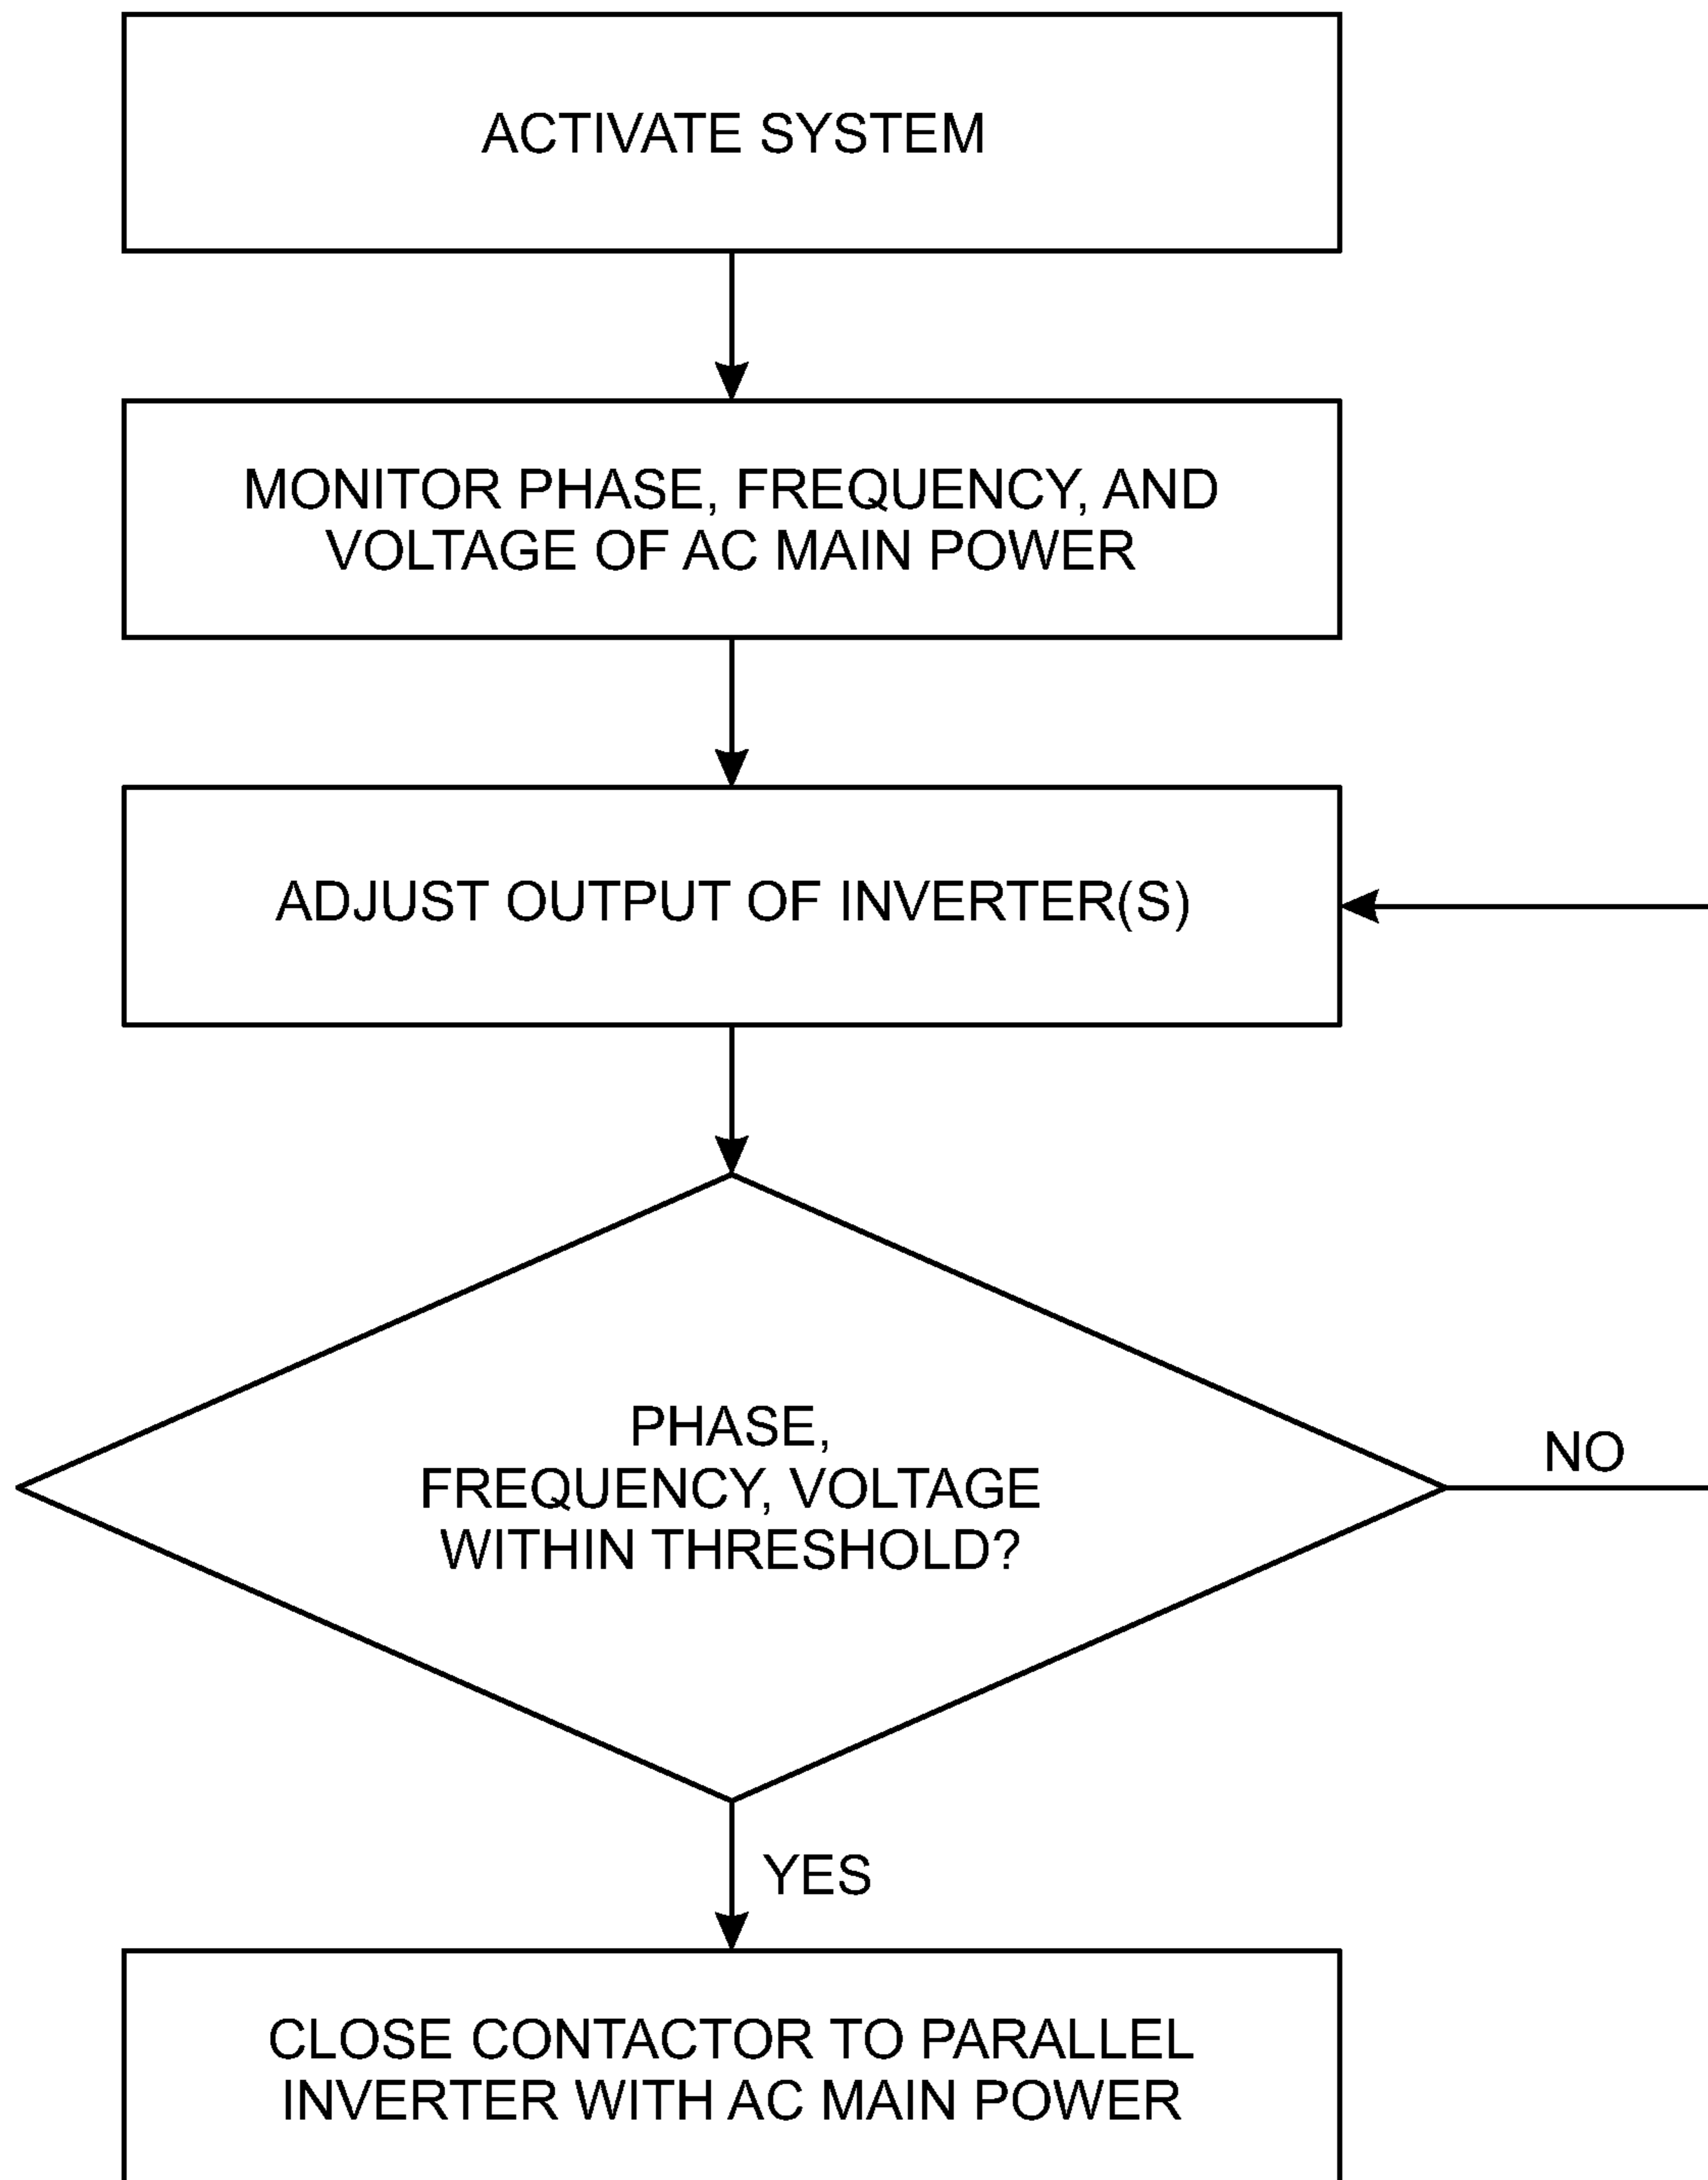 ACTIVATE SYSTEM
MONITOR PHASE, FREQUENCY, AND
VOLTAGE OF AC MAIN POWER
ADJUST OUTPUT OF INVERTER(S)
PHASE,
FREQUENCY, VOLTAGE
WITHIN THRESHOLD?
NO
YES
CLOSE CONTACTOR TO PARALLEL
INVERTER WITH AC MAIN POWER